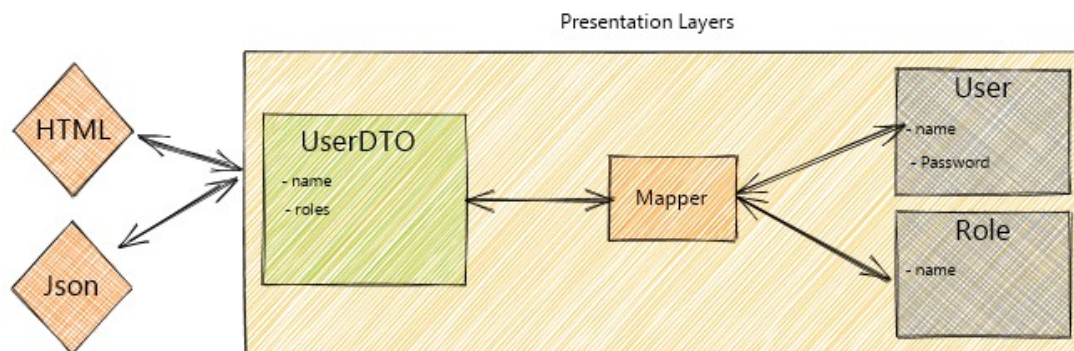 Presentation Layers
HTML
Json
UserDTO
- name
- roles
Mapper
User
- name
- Password
Role
- name